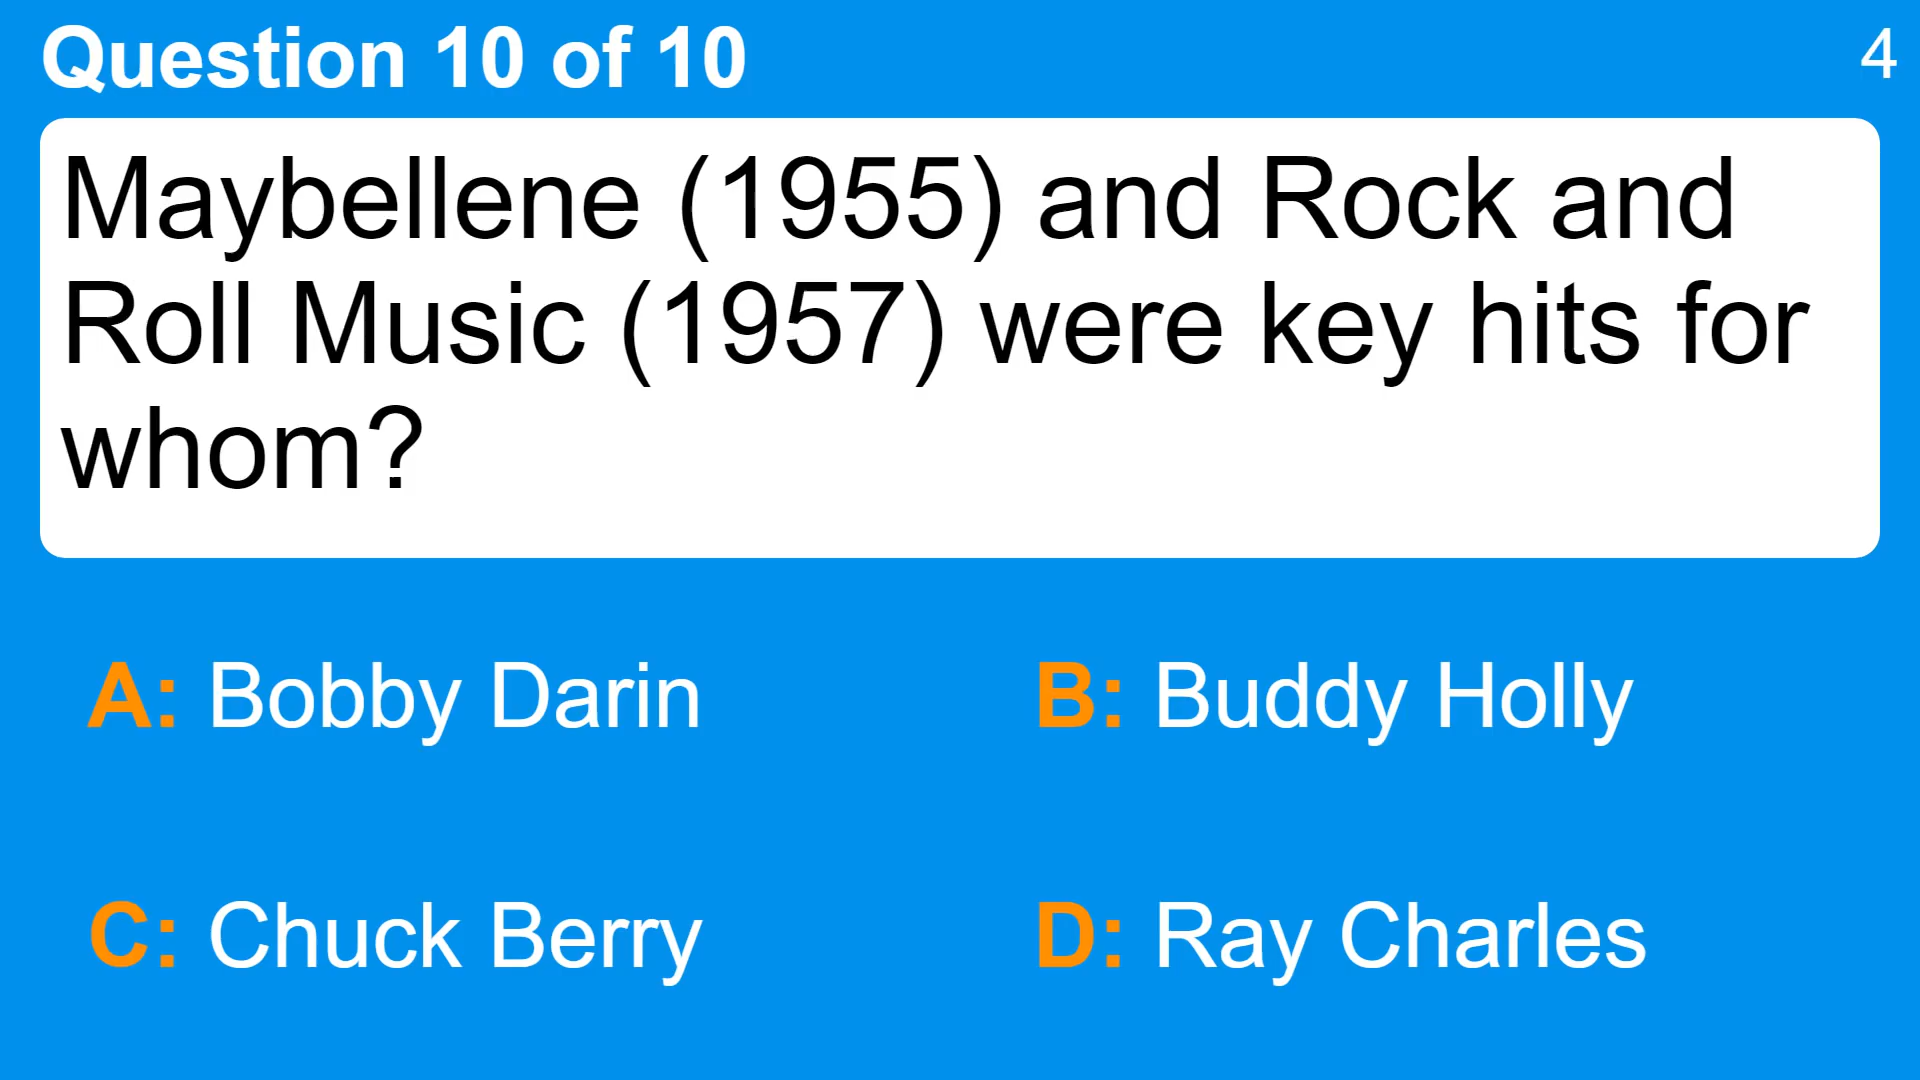 Question 10 of 10
4
Maybellene (1955) and Rock and
Roll Music (1957) were key hits for
whom?
A: Bobby Darin
B: Buddy Holly
C: Chuck Berry
D: Ray Charles